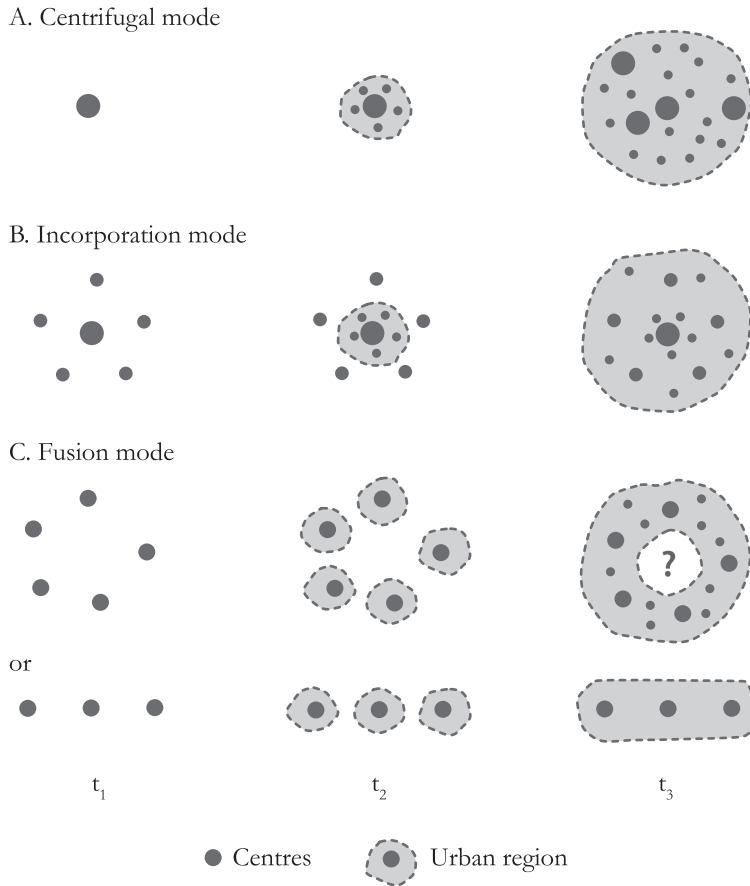 A. Centrifugal mode
B. Incorporation mode
C. Fusion mode
?
or
t₁ t₂ t₃
Centres Urban region